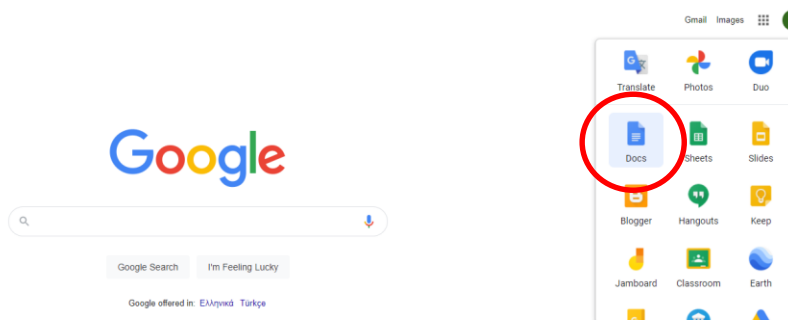 Gmail Images
Translate Photos Duo
Google
Docs Sheets Slides
Blogger Hangouts Keep
Google Search I'm Feeling Lucky
Jamboard Classroom Earth
Google offered in: Ελληνικά Türkçe